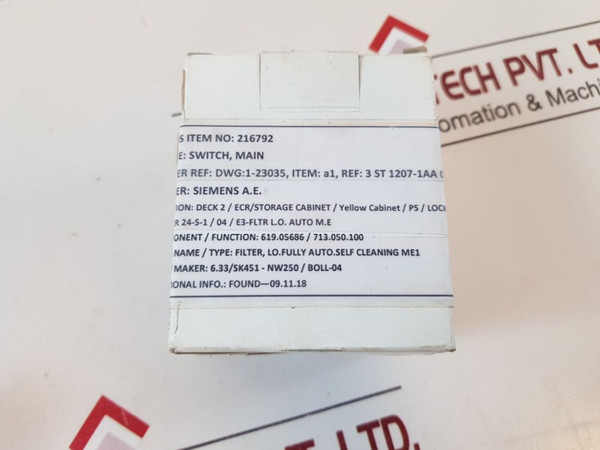 S ITEM NO: 216792
E: SWITCH, MAIN
ER REF: DWG:1-23035, ITEM: a1, REF: 3 ST 1207-1AA
ER: SIEMENS A.E.
ION: DECK 2 / ECR/STORAGE CABINET / Yellow Cabinet / PS / LOCK
R 24-S-1 / 04 / E3-FLTR L.O. AUTO M.E
ONENT / FUNCTION: 619.05686 / 713.050.100
NAME / TYPE: FILTER, LO.FULLY AUTO.SELF CLEANING ME1
MAKER: 6.33/SK451 - NW250 / BOLL-04
IONAL INFO.: FOUND—09.11.18
TECH PVT. LT
omation & Machi
VT. LTD.